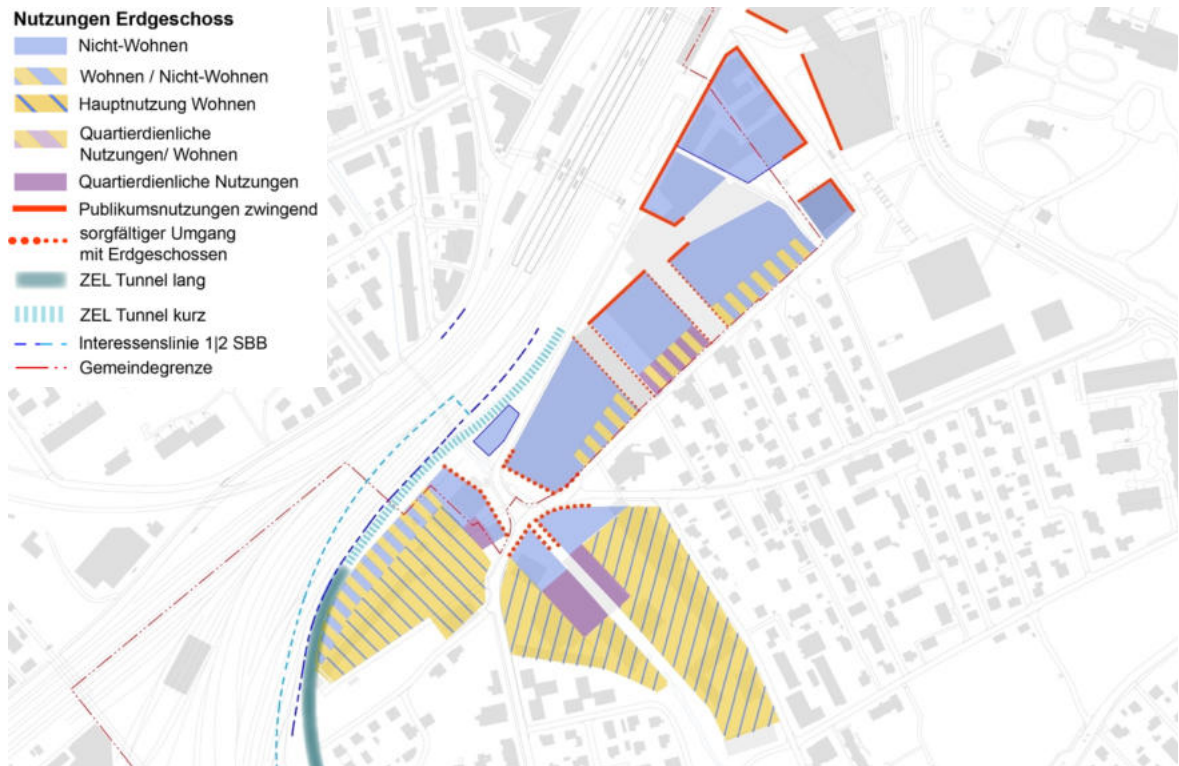 Nutzungen Erdgeschoss
Nicht-Wohnen
Wohnen / Nicht-Wohnen
Hauptnutzung Wohnen
Quartierdienliche
Nutzungen/ Wohnen
Quartierdienliche Nutzungen
Publikumsnutzungen zwingend
sorgfältiger Umgang
mit Erdgeschossen
ZEL Tunnel lang
ZEL Tunnel kurz
Interessenslinie 1|2 SBB
Gemeindegrenze